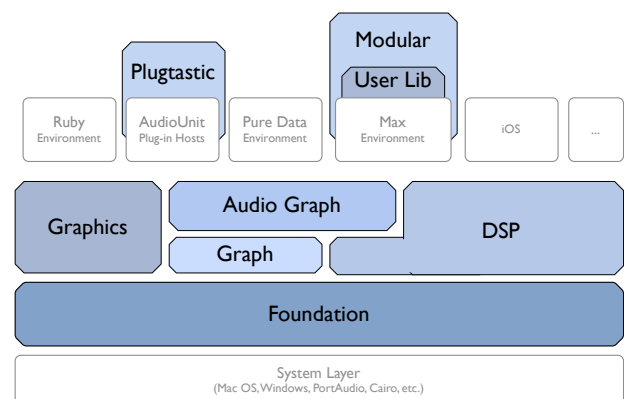 Modular
Plugtastic
User Lib
Ruby
Environment
AudioUnit
Plug-in Hosts
Pure Data
Environment
Max
Environment
iOS
...
Graphics
Audio Graph
DSP
Graph
Foundation
System Layer
(Mac OS, Windows, PortAudio, Cairo, etc.)